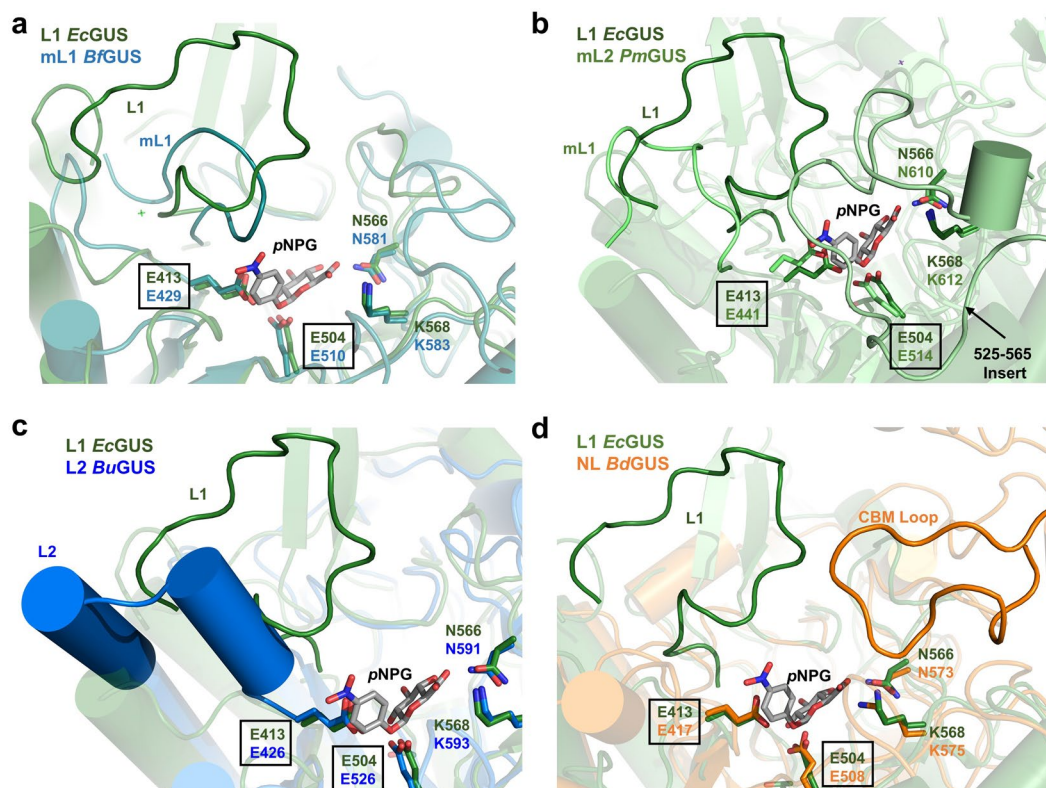 a
L1 EcGUS
mL1 BfGUS
L1
mL1
N566
N581
pNPG
E413
E429
K568
K583
E504
E510
b
L1 EcGUS
mL2 PmGUS
L1
mL1
N566
N610
pNPG
K568
K612
E413
E441
E504
E514
525-565
Insert
c
L1 EcGUS
L2 BuGUS
L1
L2
N566
N591
pNPG
K568
K593
E413
E426
E504
E526
d
L1 EcGUS
NL BdGUS
CBM Loop
L1
N566
N573
pNPG
E413
E417
K568
K575
E504
E508